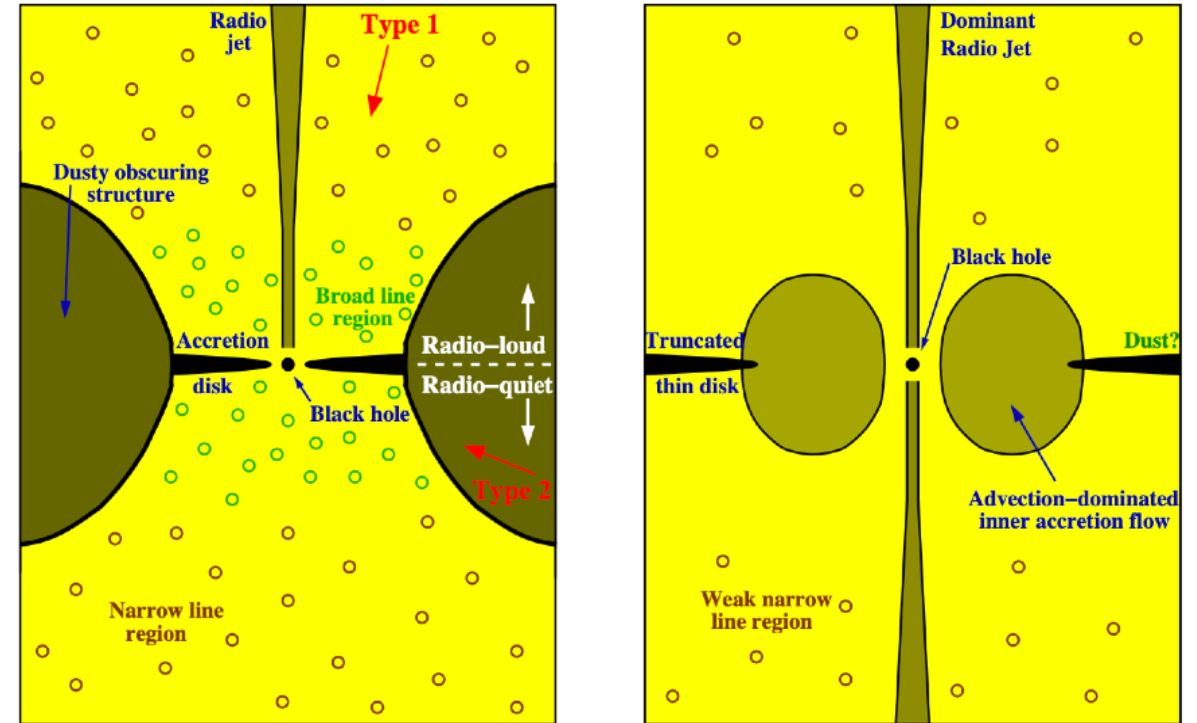 Radio
jet
Type 1
Dusty obscuring
structure
Broad line
region
Accretion
disk
Radio–loud
Radio–quiet
Black hole
Type 2
Narrow line
region
Dominant
Radio Jet
Black hole
Truncated
thin disk
Dust?
Advection–dominated
inner accretion flow
Weak narrow
line region